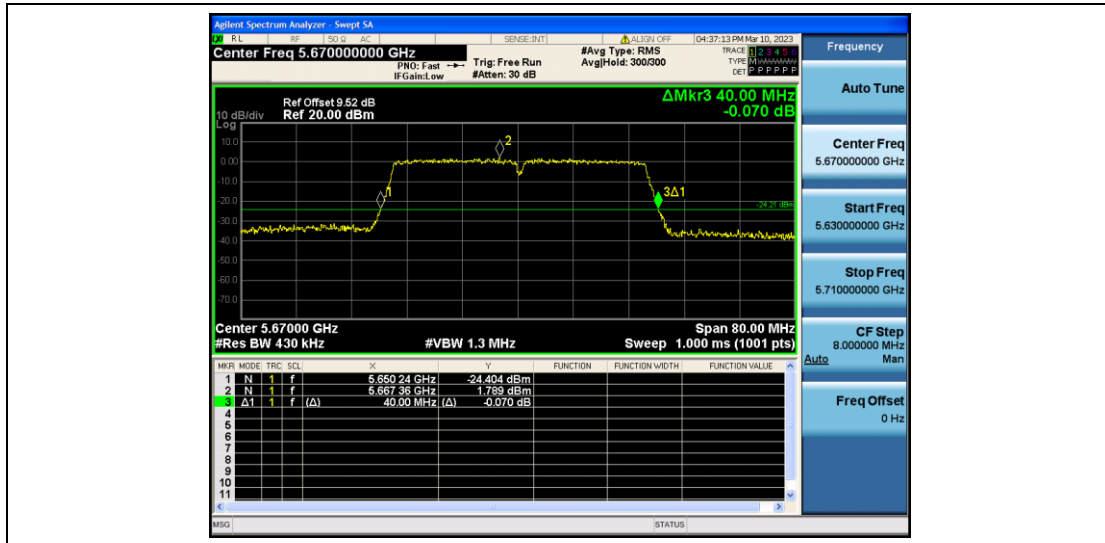 Agilent Spectrum Analyzer - Swept SA
RL RF 50 Ω AC SENSE:INT ALIGN OFF 04:37:13 PM Mar 10, 2023
Center Freq 5.670000000 GHz
PNO: Fast
IFGain:Low
Trig: Free Run
#Atten: 30 dB
#Avg Type: RMS
Avg|Hold: 300/300
TRACE 1 2 3 4 5 6
TYPE M WWWWW
DET P P P P P P
ΔMkr3 40.00 MHz
-0.070 dB
Ref Offset 9.52 dB
10 dB/div Ref 20.00 dBm
Log
10.0
0.00
-10.0
-20.0
-30.0
-40.0
-50.0
-60.0
-70.0
1
2
3Δ1
-24.21 dBm
Center 5.67000 GHz Span 80.00 MHz
#Res BW 430 kHz #VBW 1.3 MHz Sweep 1.000 ms (1001 pts)
MKR MODE TRC SCL X Y FUNCTION FUNCTION WIDTH FUNCTION VALUE
1 N 1 f 5.650 24 GHz -24.404 dBm
2 N 1 f 5.667 36 GHz 1.789 dBm
3 Δ1 1 f (Δ) 40.00 MHz (Δ) -0.070 dB
4
5
6
7
8
9
10
11
MSG STATUS
Frequency
Auto Tune
Center Freq
5.670000000 GHz
Start Freq
5.630000000 GHz
Stop Freq
5.710000000 GHz
CF Step
8.000000 MHz
Auto Man
Freq Offset
0 Hz